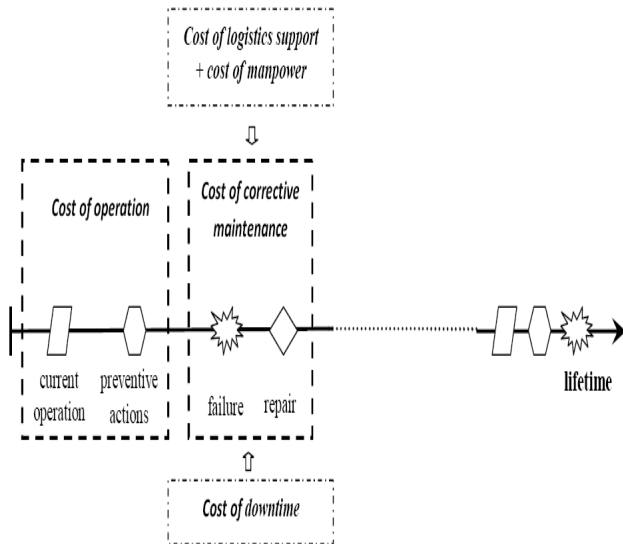 Cost of logistics support
+ cost of manpower
Cost of operation
Cost of corrective
maintenance
current
operation
preventive
actions
failure
repair
lifetime
Cost of downtime